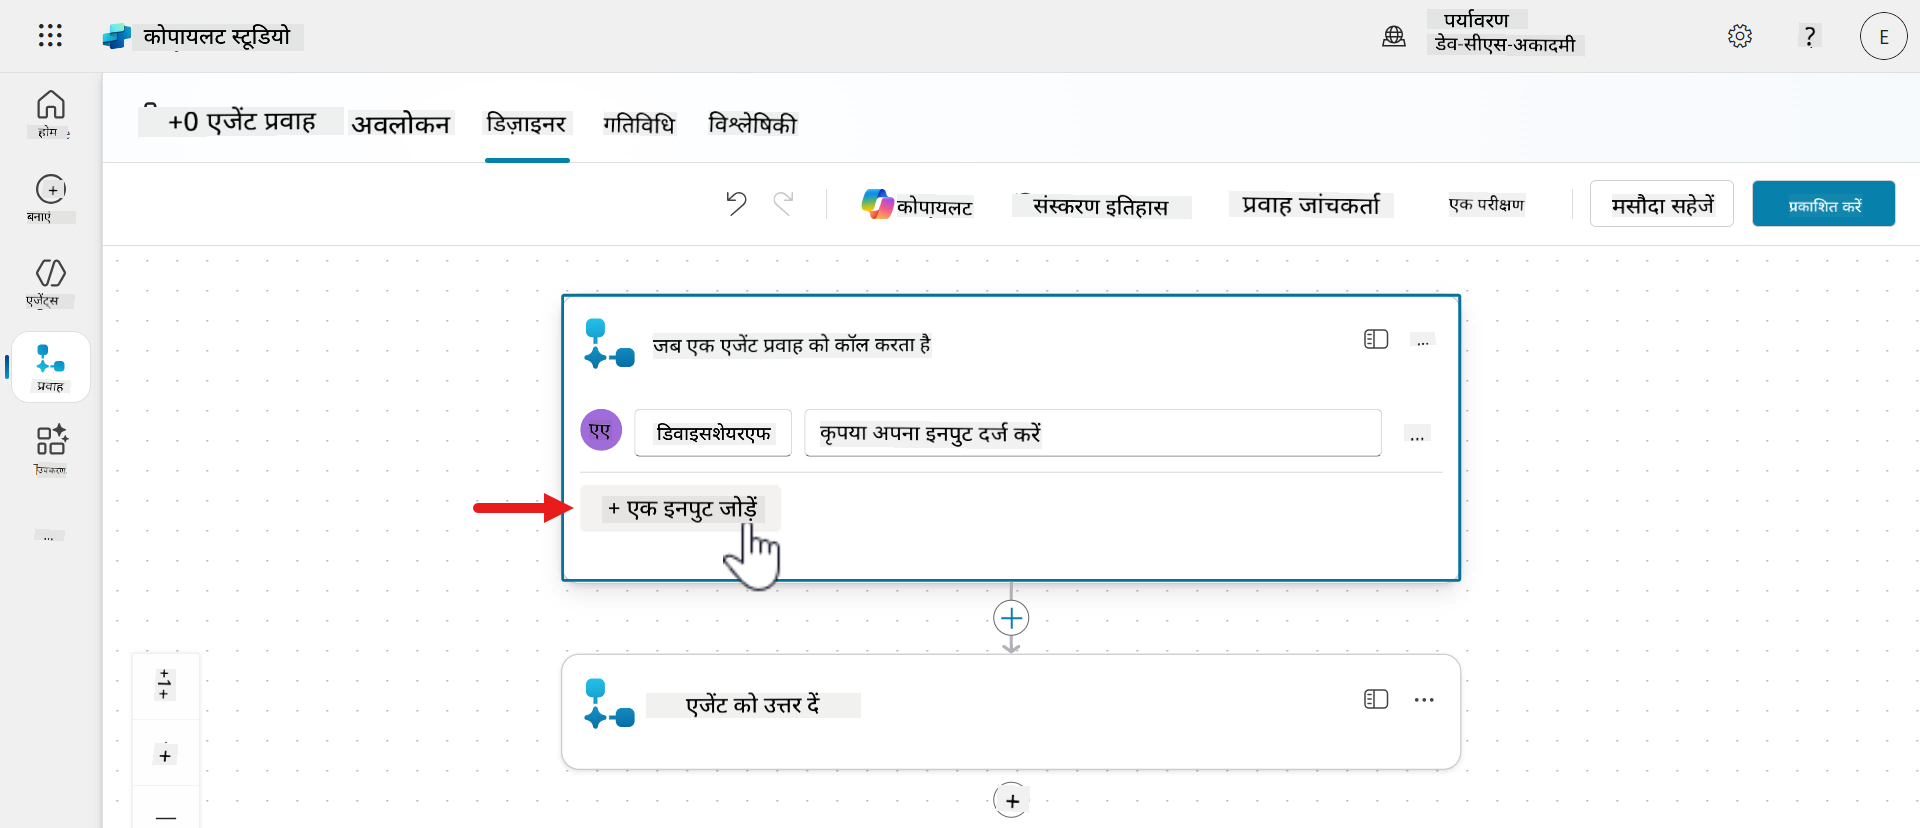 कोपायलट स्टूडियो
पर्यावरण
डेव-सीएस-अकादमी
?
E
होम
बनाएं
एजेंट्स
प्रवाह
उपकरण
...
+0 एजेंट प्रवाह
अवलोकन
डिज़ाइनर
गतिविधि
विश्लेषिकी
कोपायलट
संस्करण इतिहास
प्रवाह जांचकर्ता
एक परीक्षण
मसौदा सहेजें
प्रकाशित करें
जब एक एजेंट प्रवाह को कॉल करता है
...
एए
डिवाइसशेयरएफ
कृपया अपना इनपुट दर्ज करें
...
+ एक इनपुट जोड़ें
एजेंट को उत्तर दें
...